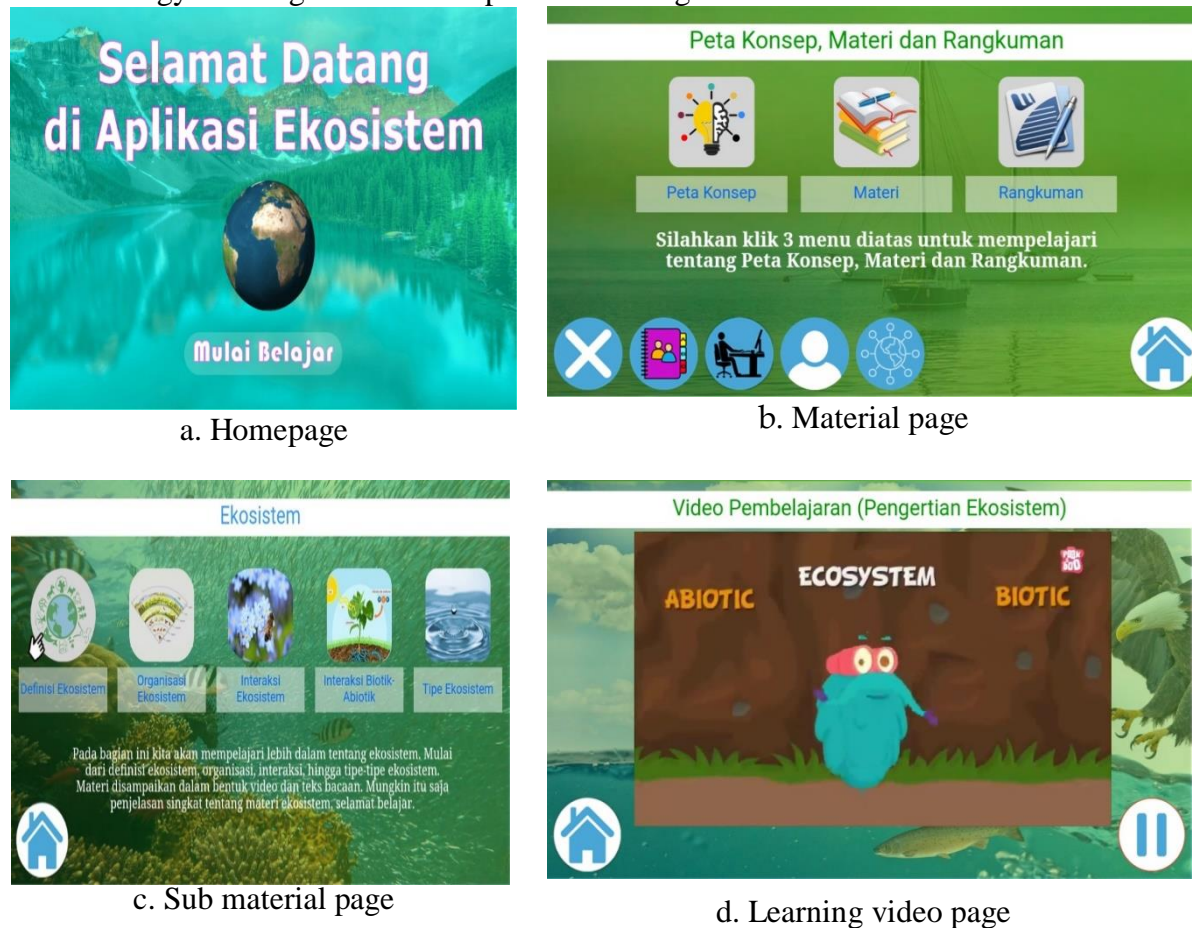 Selamat Datang
di Aplikasi Ekosistem
Mulai Belajar
a. Homepage
Peta Konsep, Materi dan Rangkuman
Peta Konsep
Materi
Rangkuman
Silahkan klik 3 menu diatas untuk mempelajari
tentang Peta Konsep, Materi dan Rangkuman.
b. Material page
Ekosistem
Definisi Ekosistem
Organisasi
Ekosistem
Interaksi
Ekosistem
Interaksi Biotik-
Abiotik
Tipe Ekosistem
Pada bagian ini kita akan mempelajari lebih dalam tentang ekosistem. Mulai
dari definisi ekosistem, organisasi, interaksi, hingga tipe-tipe ekosistem.
Materi disampaikan dalam bentuk video dan teks bacaan. Mungkin itu saja
penjelasan singkat tentang materi ekosistem, selamat belajar.
c. Sub material page
Video Pembelajaran (Pengertian Ekosistem)
ECOSYSTEM
ABIOTIC
BIOTIC
d. Learning video page